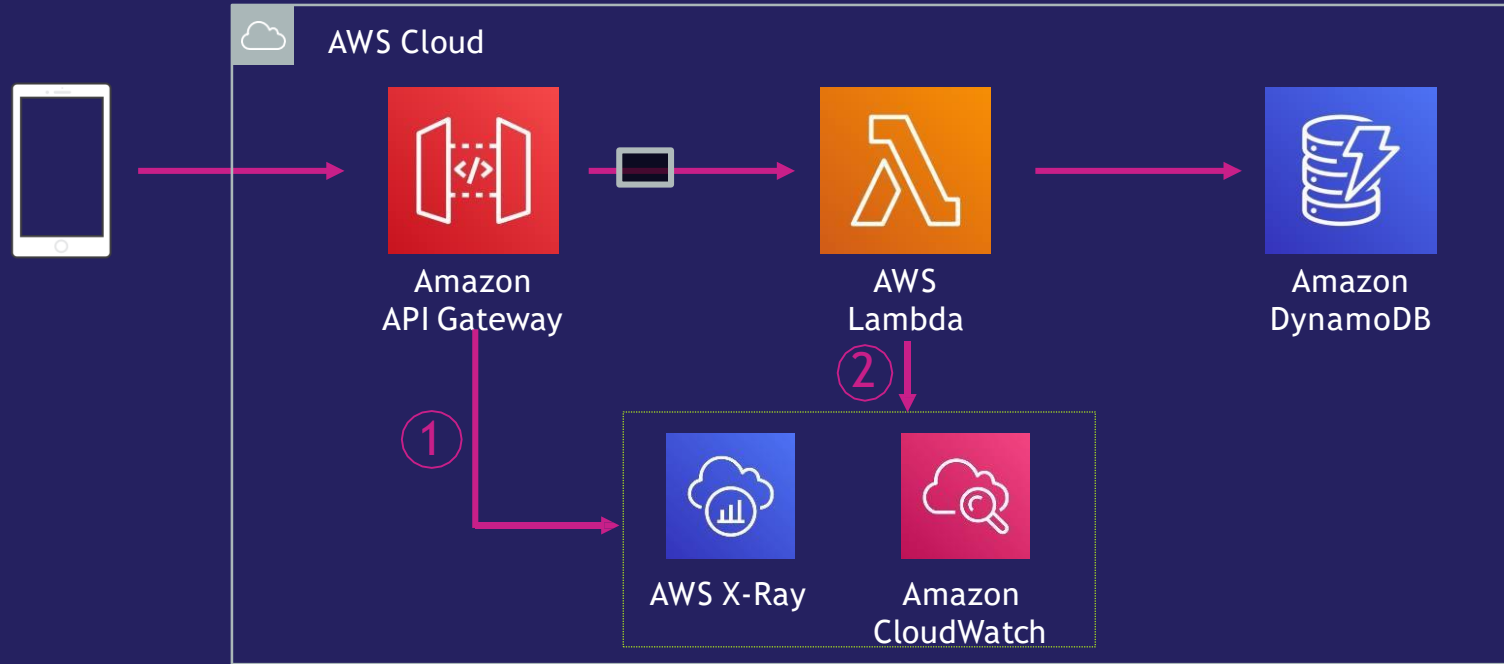 AWS Cloud
</>
Amazon
API Gateway
AWS
Lambda
Amazon
DynamoDB
①
②
AWS X-Ray
Amazon
CloudWatch